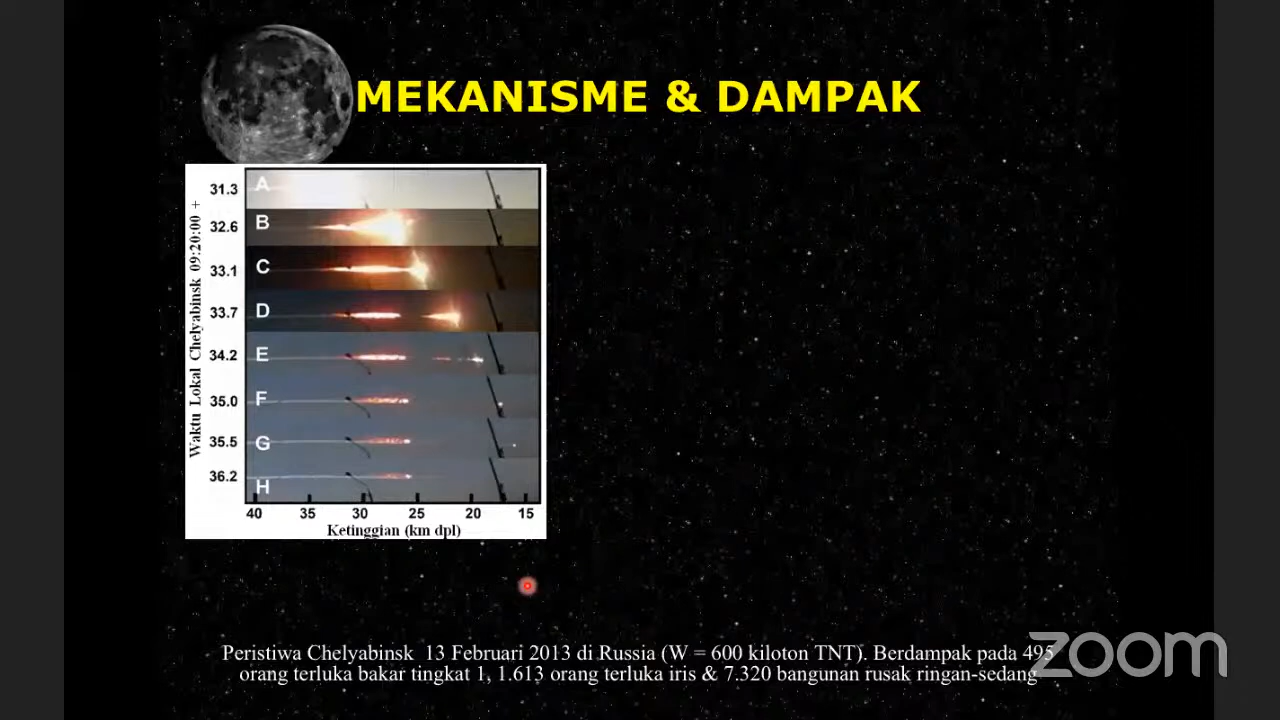 MEKANISME & DAMPAK
Waktu Lokal Chelyabinsk 09:20:00 +
31.3 A
32.6 B
33.1 C
33.7 D
34.2 E
35.0 F
35.5 G
36.2 H
40 35 30 25 20 15
Ketinggian (km dpl)
Peristiwa Chelyabinsk 13 Februari 2013 di Russia (W = 600 kiloton TNT). Berdampak pada 495
orang terluka bakar tingkat 1, 1.613 orang terluka iris & 7.320 bangunan rusak ringan-sedang
zoom